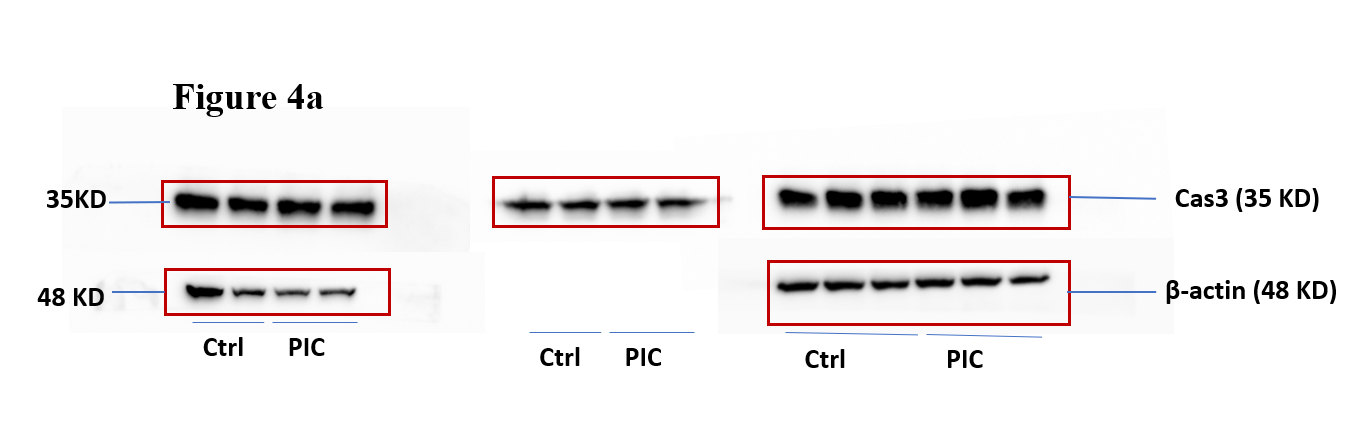 Figure 4a
35KD
Cas3 (35 KD)
48 KD
β-actin (48 KD)
Ctrl PIC
Ctrl PIC
Ctrl PIC